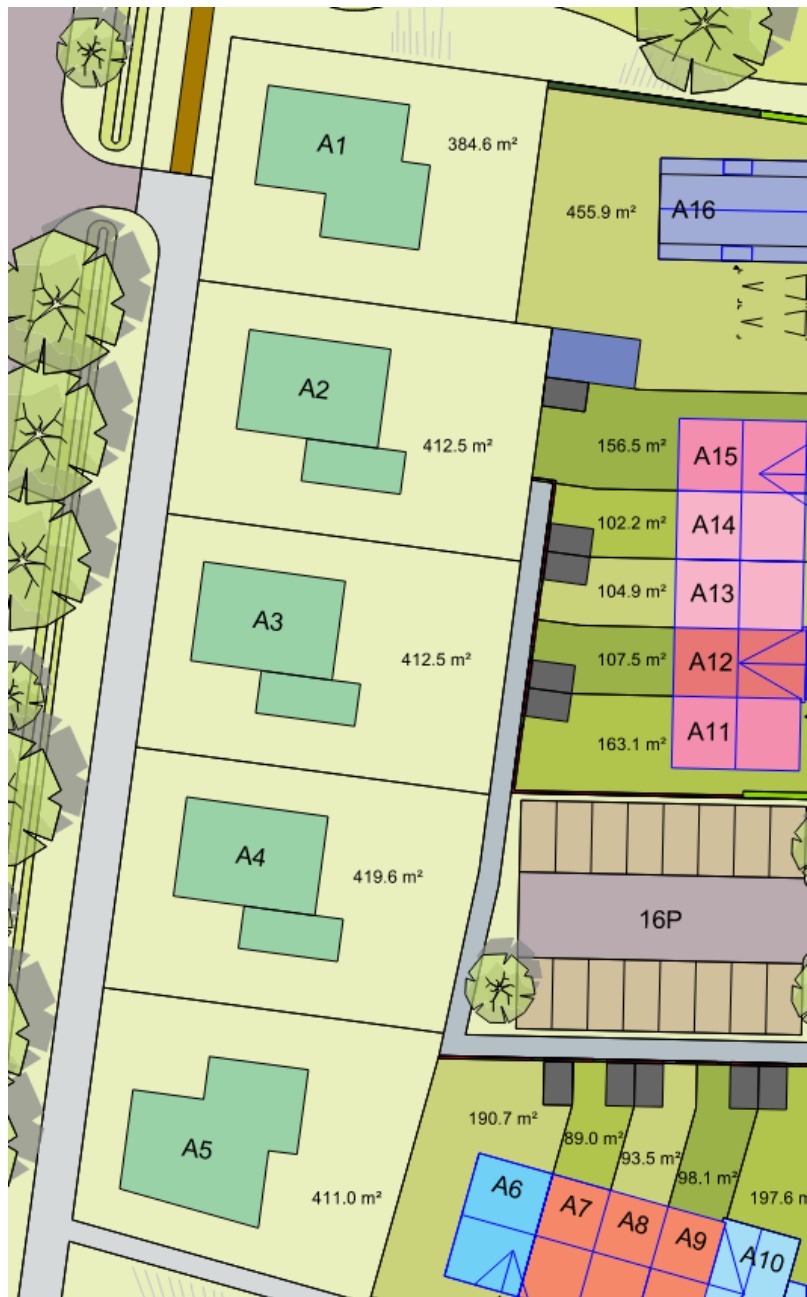 A1
384.6 m²
455.9 m²
A16
A2
412.5 m²
156.5 m²
A15
102.2 m²
A14
104.9 m²
A13
A3
412.5 m²
107.5 m²
A12
163.1 m²
A11
A4
419.6 m²
16P
A5
411.0 m²
190.7 m²
89.0 m²
93.5 m²
98.1 m²
197.6 m
A6
A7
A8
A9
A10